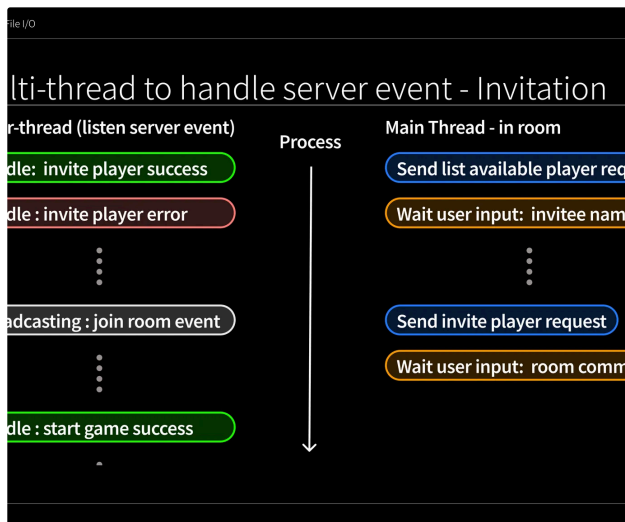 File I/O
lti-thread to handle server event - Invitation
r-thread (listen server event)
dle: invite player success
dle : invite player error
adcasting : join room event
dle : start game success
Process
Main Thread - in room
Send list available player req
Wait user input: invitee nam
Send invite player request
Wait user input: room comm